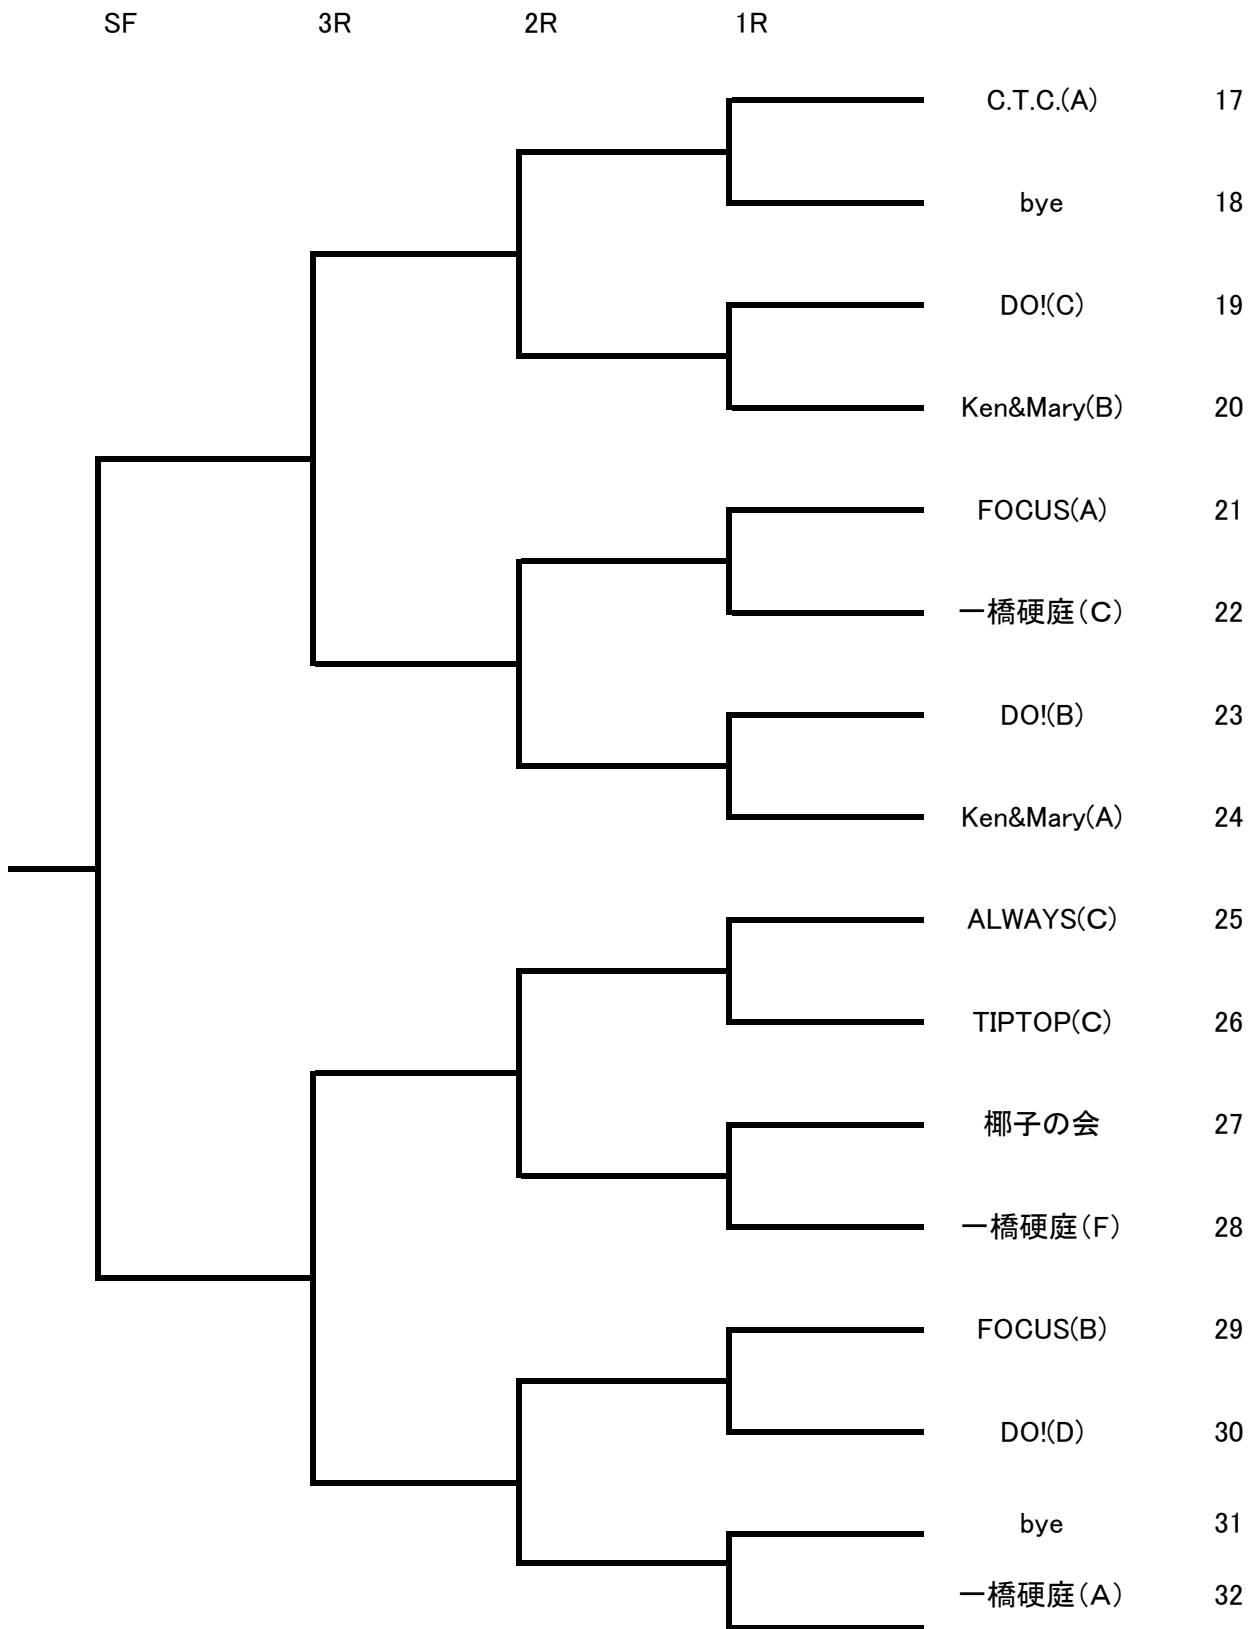 SF 3R 2R 1R
C.T.C.(A) 17
bye 18
DO!(C) 19
Ken&Mary(B) 20
FOCUS(A) 21
一橋硬庭（C） 22
DO!(B) 23
Ken&Mary(A) 24
ALWAYS(C) 25
TIPTOP(C) 26
椰子の会 27
一橋硬庭（F） 28
FOCUS(B) 29
DO!(D) 30
bye 31
一橋硬庭（A） 32